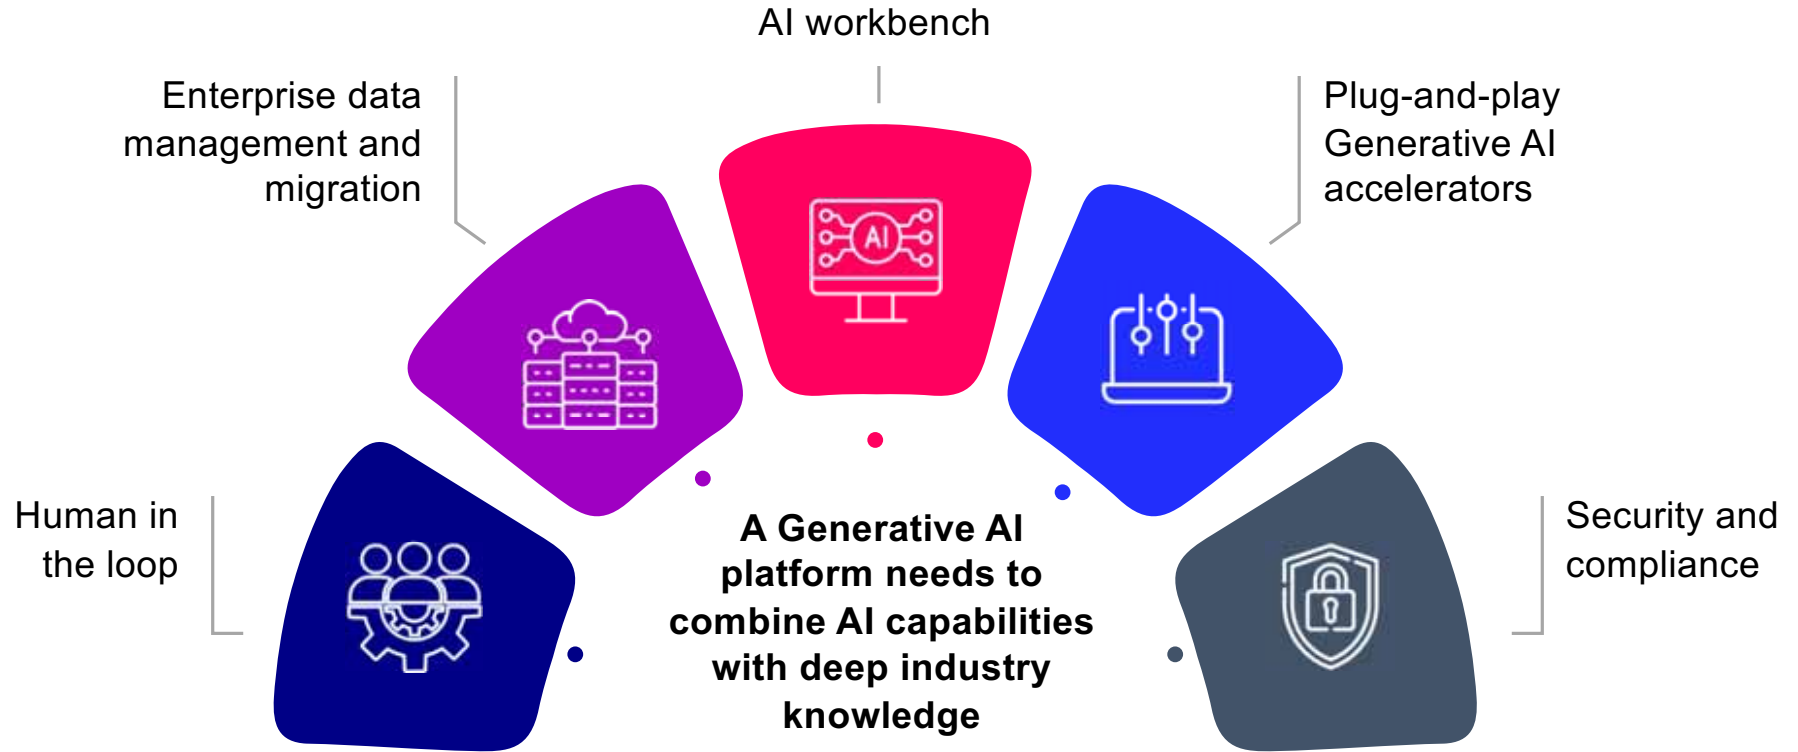 AI workbench
Enterprise data
management and
migration
Plug-and-play
Generative AI
accelerators
AI
Human in
the loop
A Generative AI
platform needs to
combine AI capabilities
with deep industry
knowledge
Security and
compliance